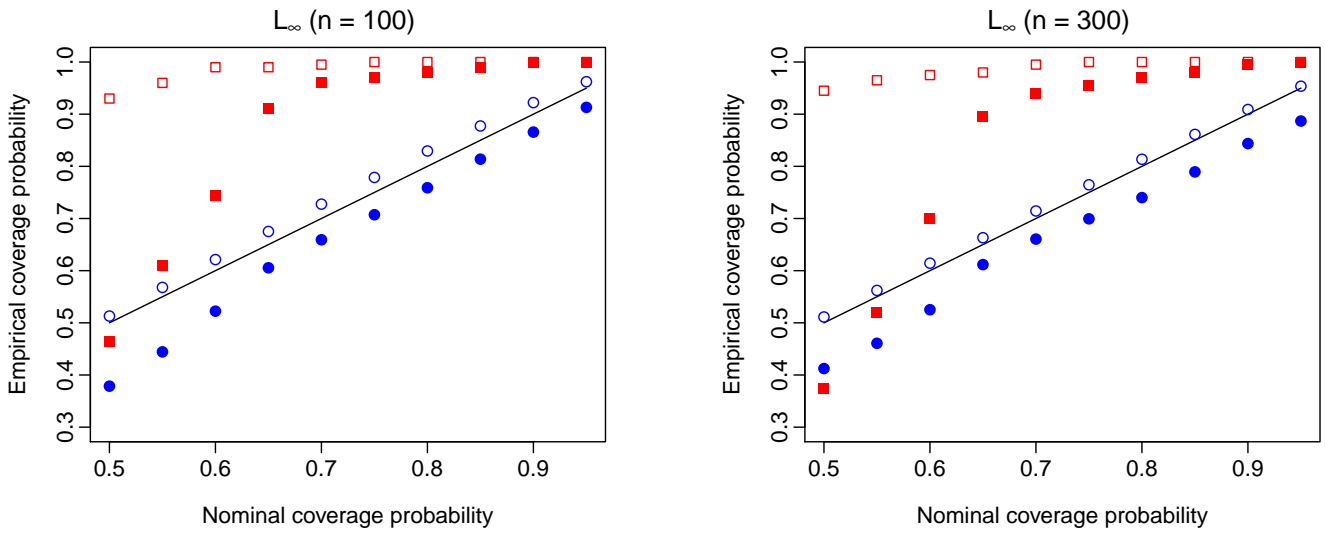 L∞ (n = 100)
Empirical coverage probability
1.0
0.9
0.8
0.7
0.6
0.5
0.4
0.3
0.5 0.6 0.7 0.8 0.9
Nominal coverage probability
L∞ (n = 300)
Empirical coverage probability
1.0
0.9
0.8
0.7
0.6
0.5
0.4
0.3
0.5 0.6 0.7 0.8 0.9
Nominal coverage probability